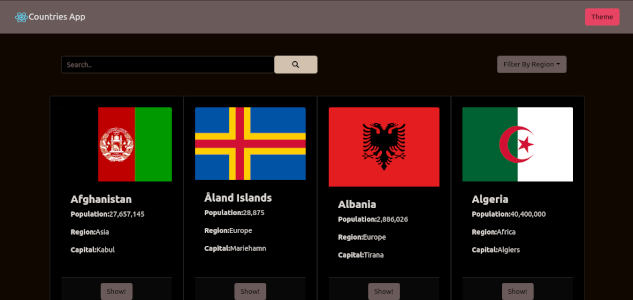 Countries App
Theme
Search..
Filter By Region
Afghanistan
Population:27,657,145
Region:Asia
Capital:Kabul
Show!
Åland Islands
Population:28,875
Region:Europe
Capital:Mariehamn
Show!
Albania
Population:2,886,026
Region:Europe
Capital:Tirana
Show!
Algeria
Population:40,400,000
Region:Africa
Capital:Algiers
Show!